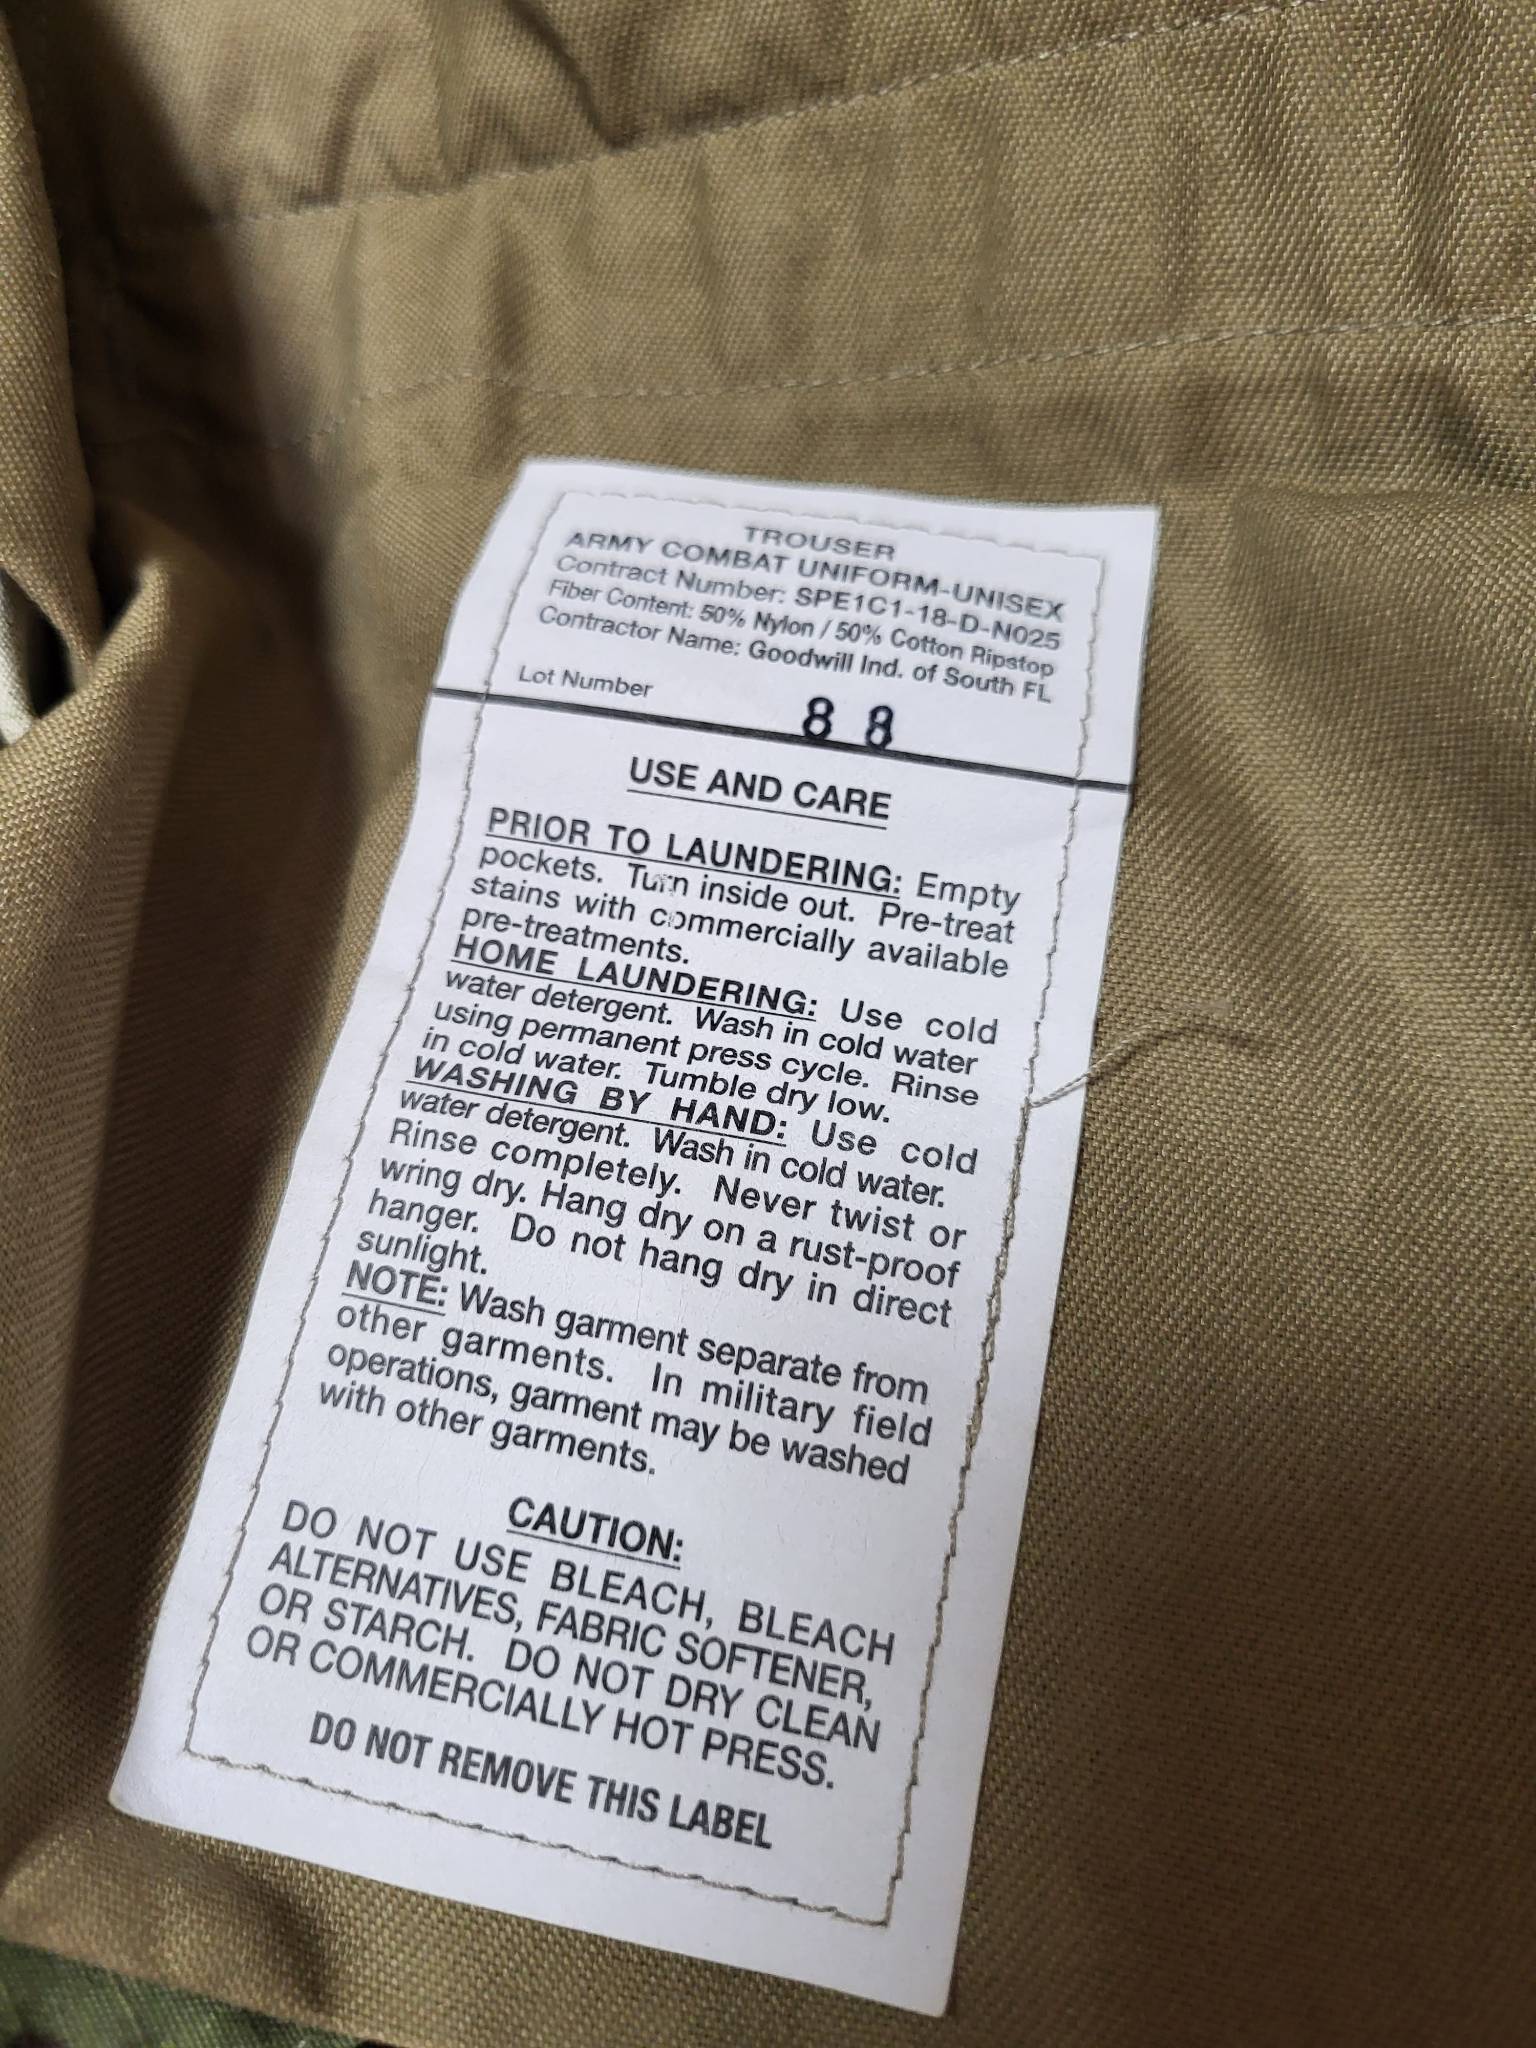 TROUSER
ARMY COMBAT UNIFORM-UNISEX
Contract Number: SPE1C1-18-D-N025
Fiber Content: 50% Nylon / 50% Cotton Ripstop
Contractor Name: Goodwill Ind. of South FL
Lot Number 8 8
USE AND CARE
PRIOR TO LAUNDERING: Empty
pockets. Turn inside out. Pre-treat
stains with commercially available
pre-treatments.
HOME LAUNDERING: Use cold
water detergent. Wash in cold water
using permanent press cycle. Rinse
in cold water. Tumble dry low.
WASHING BY HAND: Use cold
water detergent. Wash in cold water.
Rinse completely. Never twist or
wring dry. Hang dry on a rust-proof
hanger. Do not hang dry in direct
sunlight.
NOTE: Wash garment separate from
other garments. In military field
operations, garment may be washed
with other garments.
CAUTION:
DO NOT USE BLEACH, BLEACH
ALTERNATIVES, FABRIC SOFTENER,
OR STARCH. DO NOT DRY CLEAN
OR COMMERCIALLY HOT PRESS.
DO NOT REMOVE THIS LABEL